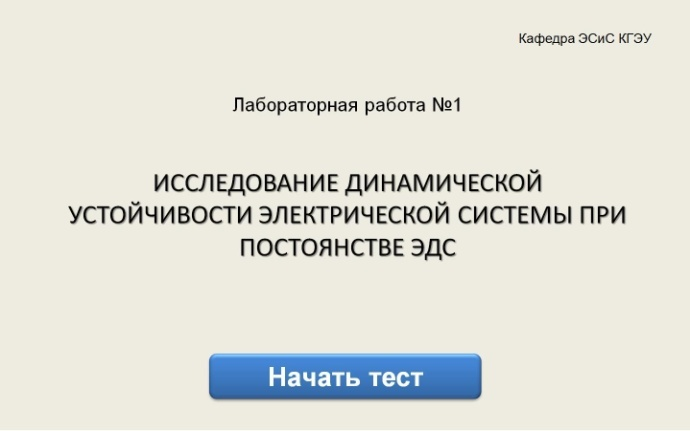 Кафедра ЭСиС КГЭУ
Лабораторная работа №1
ИССЛЕДОВАНИЕ ДИНАМИЧЕСКОЙ
УСТОЙЧИВОСТИ ЭЛЕКТРИЧЕСКОЙ СИСТЕМЫ ПРИ
ПОСТОЯНСТВЕ ЭДС
Начать тест